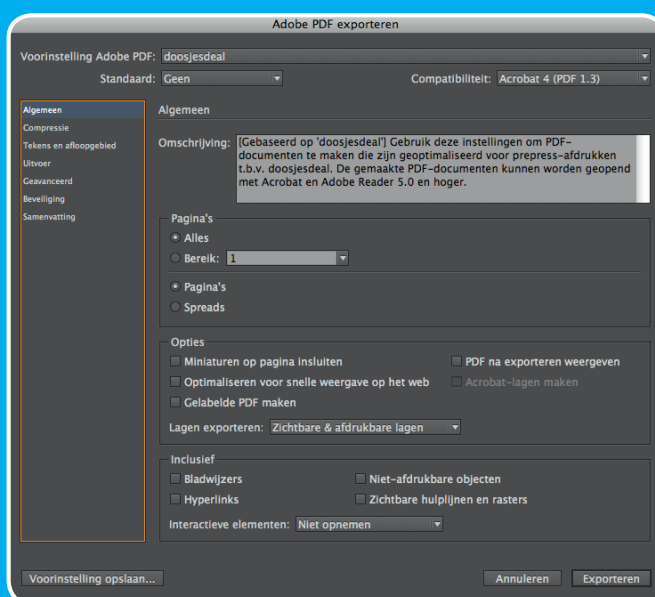 Adobe PDF exporteren
Voorinstelling Adobe PDF: doosjesdeal
Standaard: Geen
Compatibiliteit: Acrobat 4 (PDF 1.3)
Algemeen
Compressie
Tekens en afloopgebied
Uitvoer
Geavanceerd
Beveiliging
Samenvatting
Algemeen
Omschrijving: [Gebaseerd op 'doosjesdeal'] Gebruik deze instellingen om PDF-
documenten te maken die zijn geoptimaliseerd voor prepress-afdrukken
t.b.v. doosjesdeal. De gemaakte PDF-documenten kunnen worden geopend
met Acrobat en Adobe Reader 5.0 en hoger.
Pagina's
Alles
Bereik: 1
Pagina's
Spreads
Opties
Miniaturen op pagina insluiten
PDF na exporteren weergeven
Optimaliseren voor snelle weergave op het web
Acrobat-lagen maken
Gelabelde PDF maken
Lagen exporteren: Zichtbare & afdrukbare lagen
Inclusief
Bladwijzers
Niet-afdrukbare objecten
Hyperlinks
Zichtbare hulplijnen en rasters
Interactieve elementen: Niet opnemen
Voorinstelling opslaan...
Annuleren
Exporteren